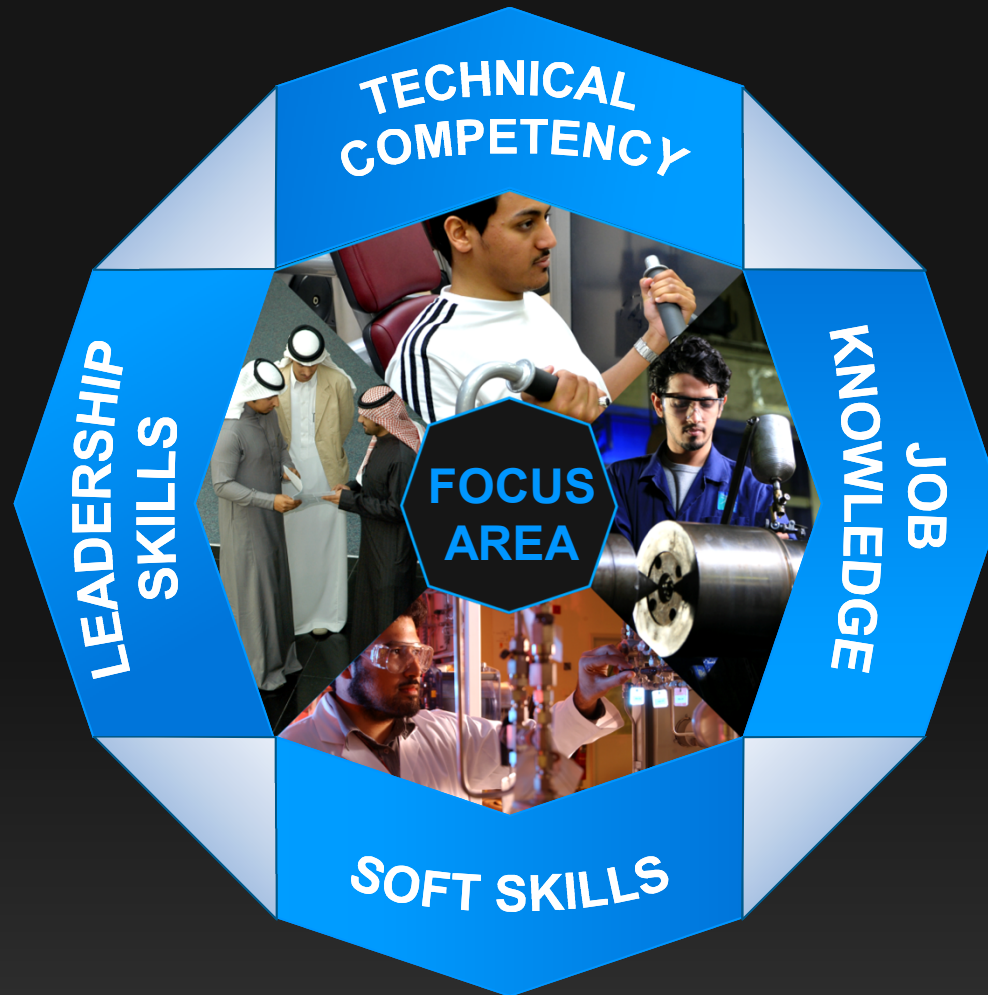 TECHNICAL
COMPETENCY
LEADERSHIP
SKILLS
FOCUS
AREA
JOB
KNOWLEDGE
SOFT SKILLS